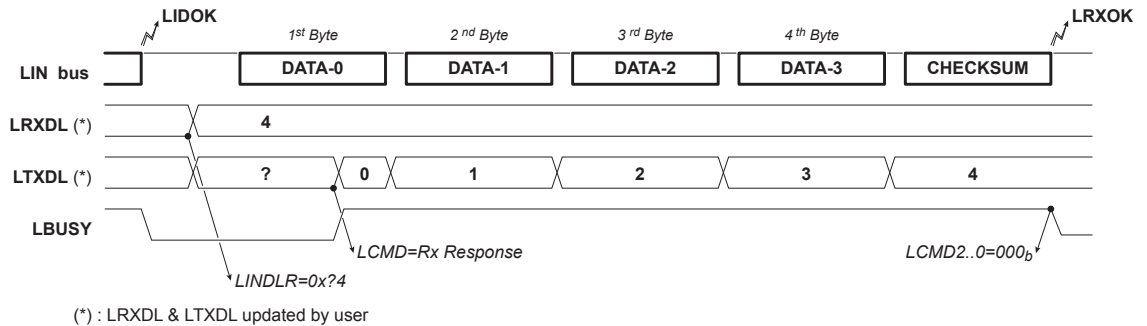 LIDOK LRXOK
1st Byte 2nd Byte 3rd Byte 4th Byte
LIN bus DATA-0 DATA-1 DATA-2 DATA-3 CHECKSUM
LRXDL (*) 4
LTXDL (*) ? 0 1 2 3 4
LBUSY
LCMD=Rx Response LCMD2..0=000b
LINDLR=0x?4
(*) : LRXDL & LTXDL updated by user